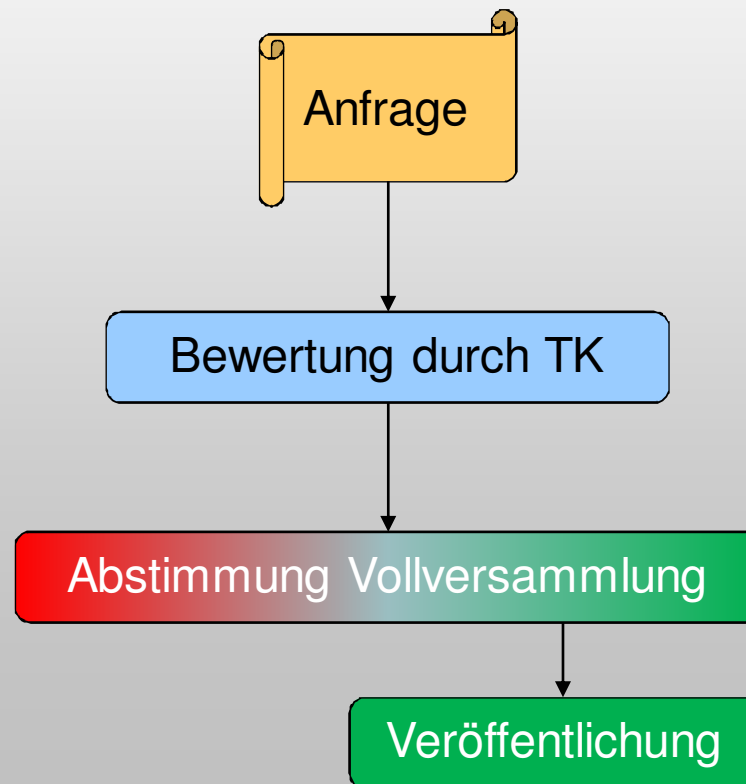 Anfrage
Bewertung durch TK
Abstimmung Vollversammlung
Veröffentlichung